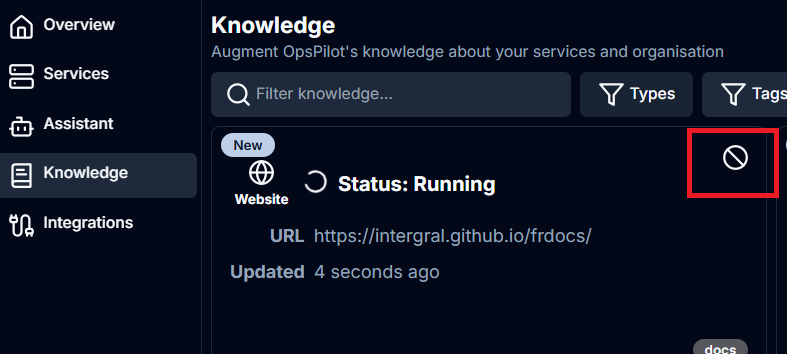 Overview
Services
Assistant
Knowledge
Integrations
Knowledge
Augment OpsPilot's knowledge about your services and organisation
Filter knowledge...
Types
Tags
New
Website
Status: Running
URL https://intergral.github.io/frdocs/
Updated 4 seconds ago
docs